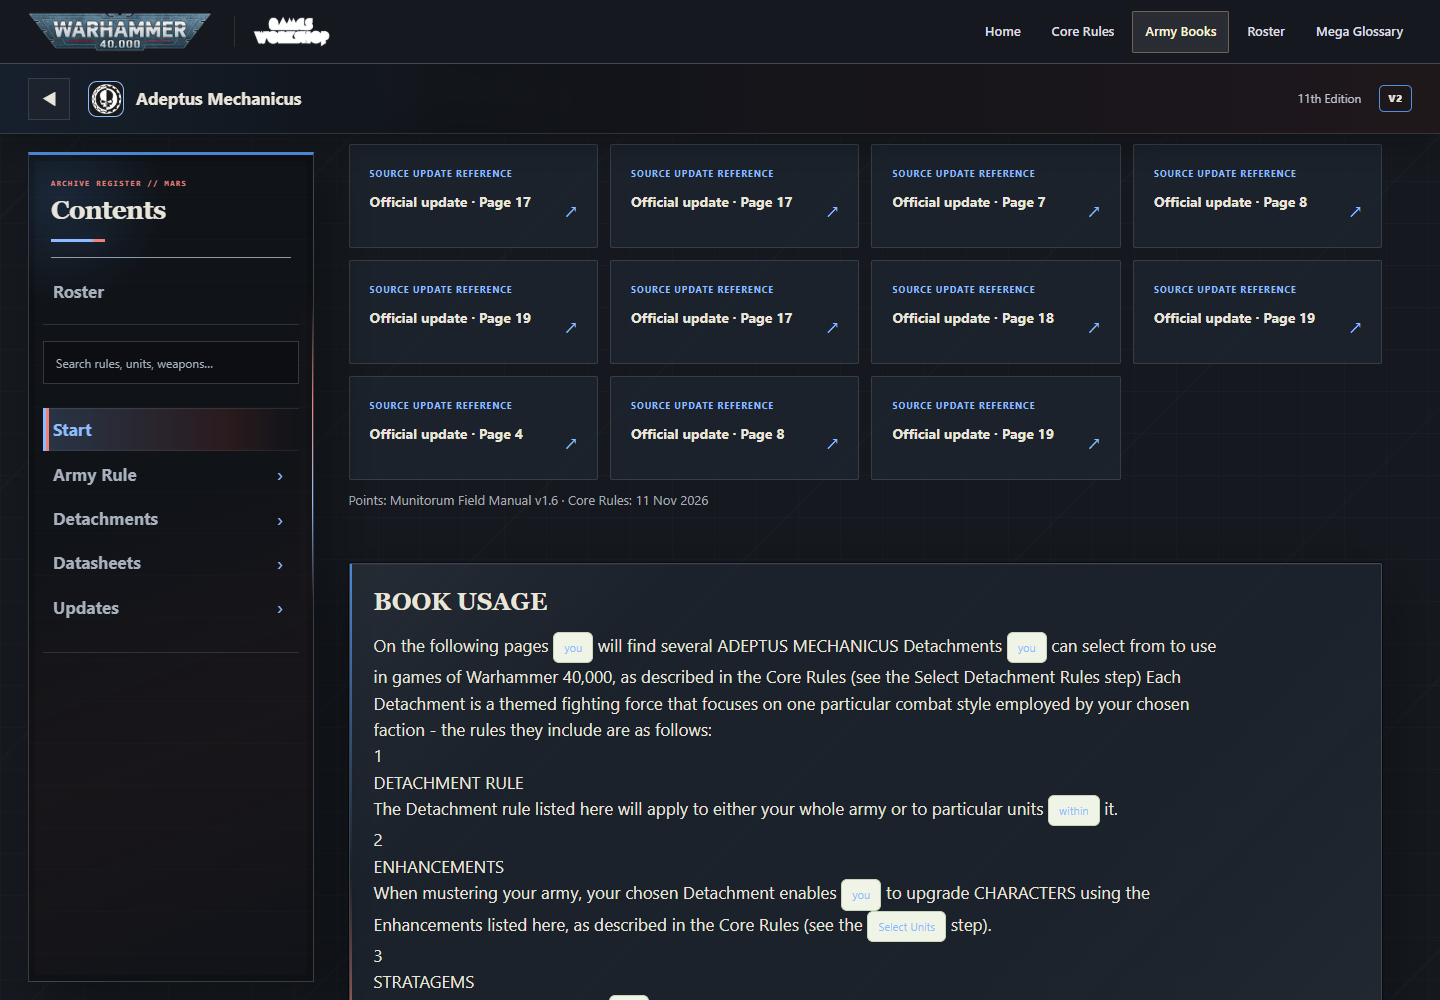 WARHAMMER
40,000
GAMES
WORKSHOP
Home
Core Rules
Army Books
Roster
Mega Glossary
Adeptus Mechanicus
11th Edition
V2
ARCHIVE REGISTER // MARS
Contents
Roster
Search rules, units, weapons...
Start
Army Rule
Detachments
Datasheets
Updates
SOURCE UPDATE REFERENCE
Official update · Page 17
SOURCE UPDATE REFERENCE
Official update · Page 17
SOURCE UPDATE REFERENCE
Official update · Page 7
SOURCE UPDATE REFERENCE
Official update · Page 8
SOURCE UPDATE REFERENCE
Official update · Page 19
SOURCE UPDATE REFERENCE
Official update · Page 17
SOURCE UPDATE REFERENCE
Official update · Page 18
SOURCE UPDATE REFERENCE
Official update · Page 19
SOURCE UPDATE REFERENCE
Official update · Page 4
SOURCE UPDATE REFERENCE
Official update · Page 8
SOURCE UPDATE REFERENCE
Official update · Page 19
Points: Munitorum Field Manual v1.6 · Core Rules: 11 Nov 2026
BOOK USAGE
On the following pages you will find several ADEPTUS MECHANICUS Detachments you can select from to use
in games of Warhammer 40,000, as described in the Core Rules (see the Select Detachment Rules step) Each
Detachment is a themed fighting force that focuses on one particular combat style employed by your chosen
faction - the rules they include are as follows:
1
DETACHMENT RULE
The Detachment rule listed here will apply to either your whole army or to particular units within it.
2
ENHANCEMENTS
When mustering your army, your chosen Detachment enables you to upgrade CHARACTERS using the
Enhancements listed here, as described in the Core Rules (see the Select Units step).
3
STRATAGEMS